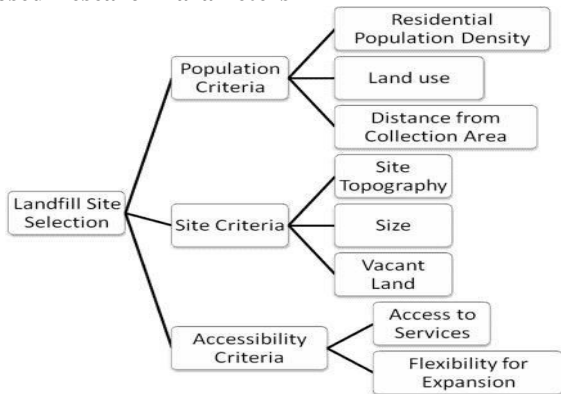 Residential
Population Density
Population
Criteria
Land use
Distance from
Collection Area
Site
Topography
Landfill Site
Selection
Site Criteria
Size
Vacant
Land
Access to
Services
Accessibility
Criteria
Flexibility for
Expansion